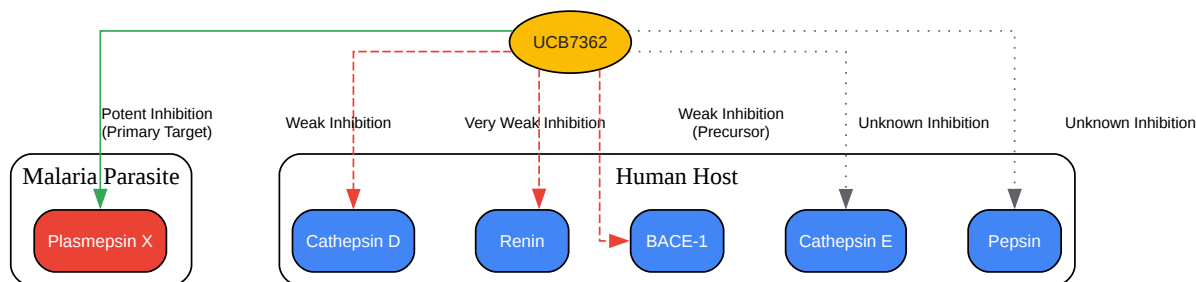 UCB7362
Potent Inhibition
(Primary Target)
Weak Inhibition
Very Weak Inhibition
Weak Inhibition
(Precursor)
Unknown Inhibition
Unknown Inhibition
Malaria Parasite
Human Host
Plasmepsin X
Cathepsin D
Renin
BACE-1
Cathepsin E
Pepsin